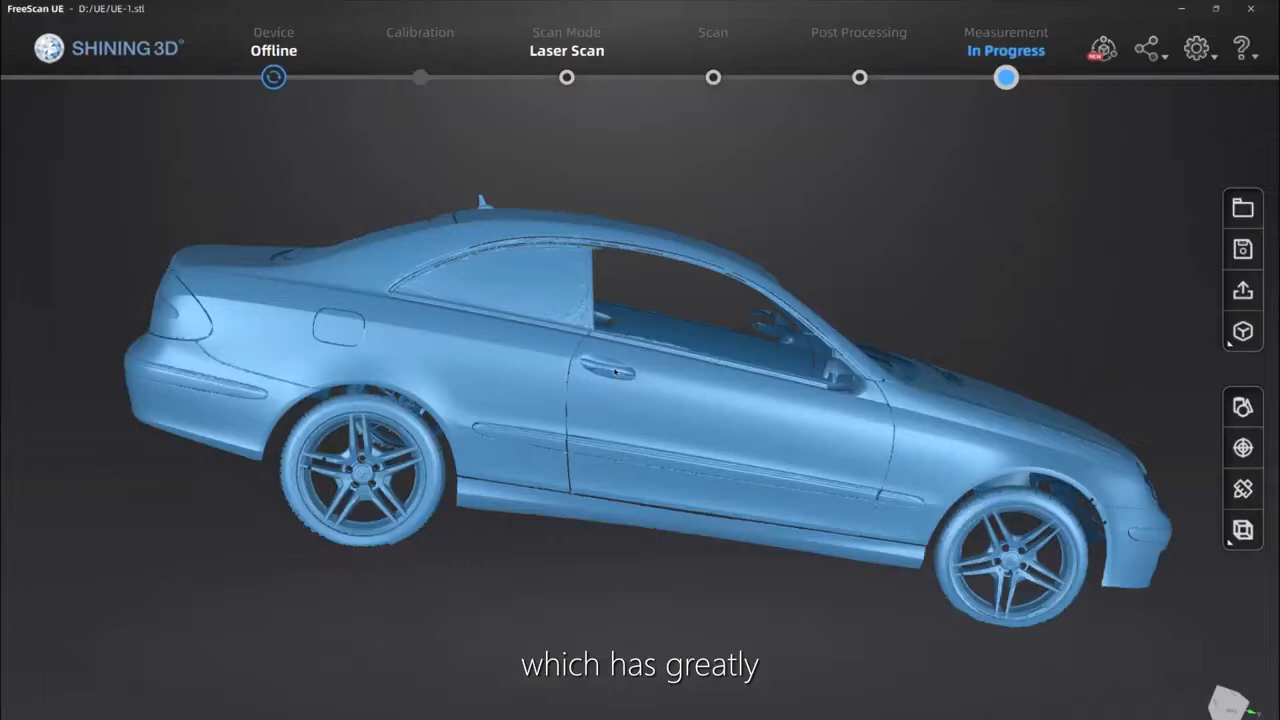 FreeScan UE - D:/UE/UE-1.stl
SHINING 3D®
Device
Offline
Calibration
Scan Mode
Laser Scan
Scan
Post Processing
Measurement
In Progress
NEW
which has greatly